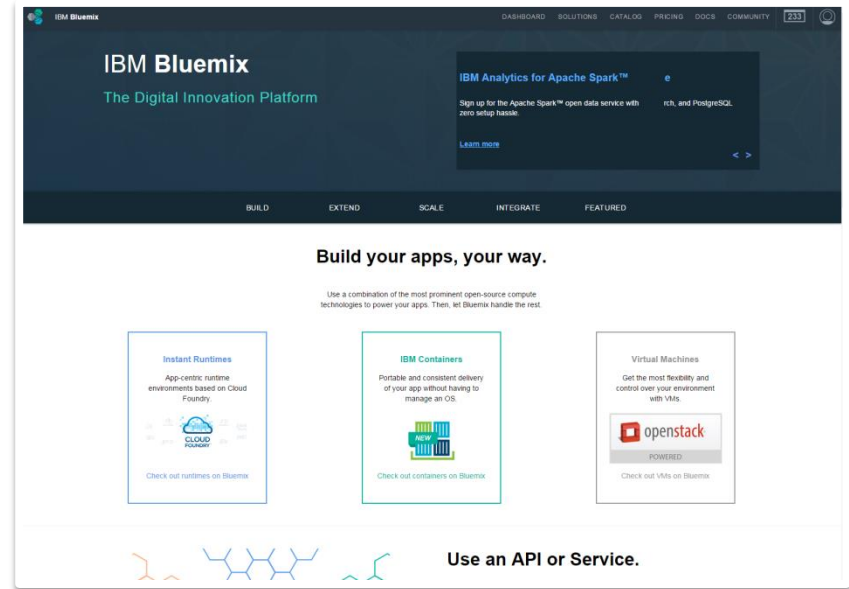 IBM Bluemix
DASHBOARD SOLUTIONS CATALOG PRICING DOCS COMMUNITY 233
IBM Bluemix
The Digital Innovation Platform
IBM Analytics for Apache Spark™ e
Sign up for the Apache Spark™ open data service with rch, and PostgreSQL
zero setup hassle.
Learn more
< >
BUILD EXTEND SCALE INTEGRATE FEATURED
Build your apps, your way.
Use a combination of the most prominent open-source compute
technologies to power your apps. Then, let Bluemix handle the rest.
Instant Runtimes
App-centric runtime
environments based on Cloud
Foundry.
CLOUD
FOUNDRY
Check out runtimes on Bluemix
IBM Containers
Portable and consistent delivery
of your app without having to
manage an OS.
NEW
Check out containers on Bluemix
Virtual Machines
Get the most flexibility and
control over your environment
with VMs.
openstack
POWERED
Check out VMs on Bluemix
Use an API or Service.